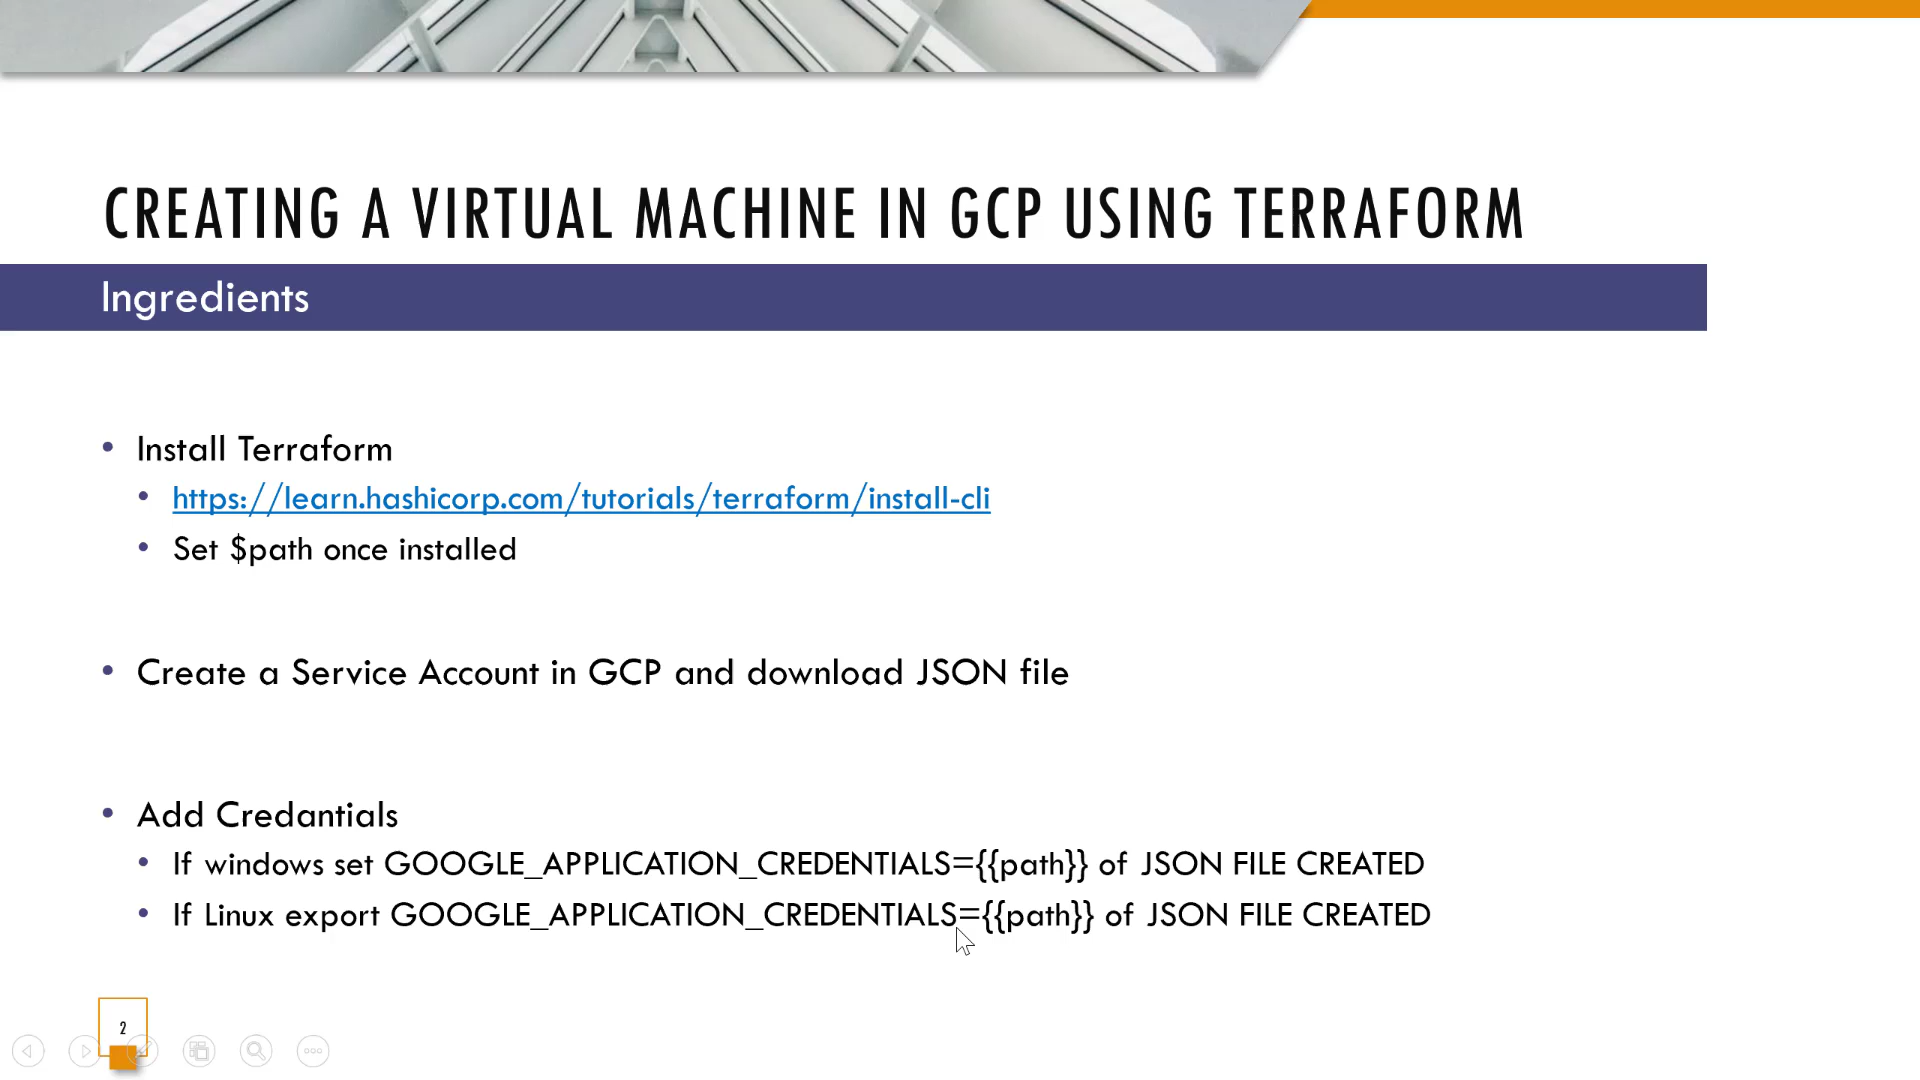 CREATING A VIRTUAL MACHINE IN GCP USING TERRAFORM
Ingredients
• Install Terraform
• https://learn.hashicorp.com/tutorials/terraform/install-cli
• Set $path once installed
• Create a Service Account in GCP and download JSON file
• Add Credantials
• If windows set GOOGLE_APPLICATION_CREDENTIALS={{path}} of JSON FILE CREATED
• If Linux export GOOGLE_APPLICATION_CREDENTIALS={{path}} of JSON FILE CREATED
2